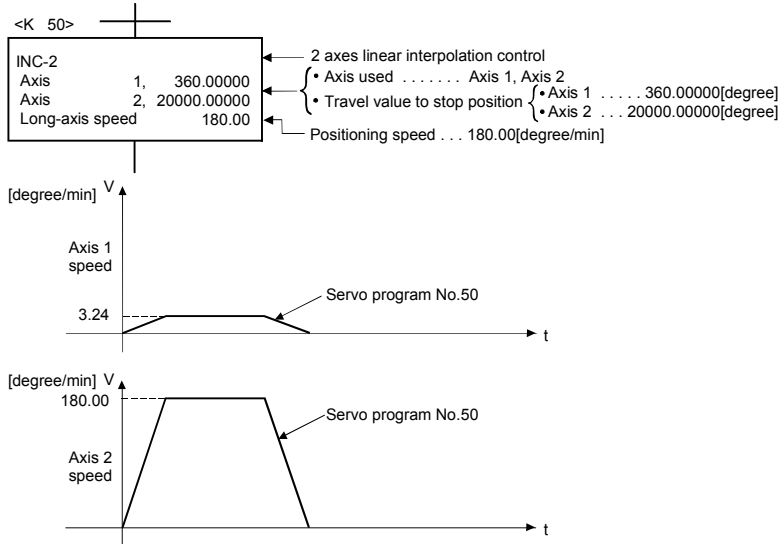 <K 50>
INC-2
Axis 1, 360.00000
Axis 2, 20000.00000
Long-axis speed 180.00
2 axes linear interpolation control
• Axis used . . . . . . . Axis 1, Axis 2
• Travel value to stop position
• Axis 1 . . . . . 360.00000[degree]
• Axis 2 . . . 20000.00000[degree]
Positioning speed . . . 180.00[degree/min]
[degree/min] V
Axis 1
speed
3.24
Servo program No.50
t
[degree/min] V
180.00
Servo program No.50
Axis 2
speed
t